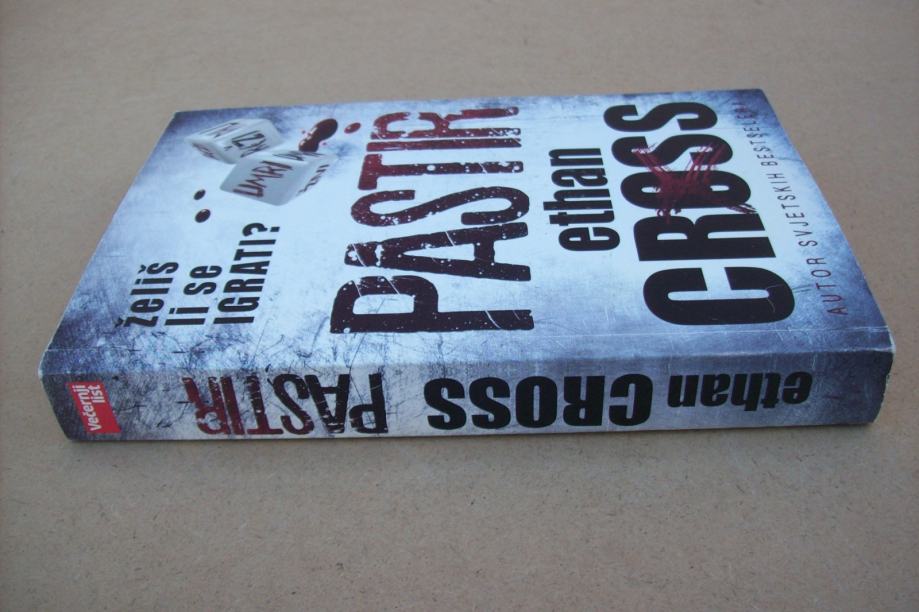 želiš
li se
IGRATI?
UMRI
PASTIR
ethan
CROSS
AUTOR SVJETSKIH BESTSELERA
ethan CROSS
PASTIR
večernji
list